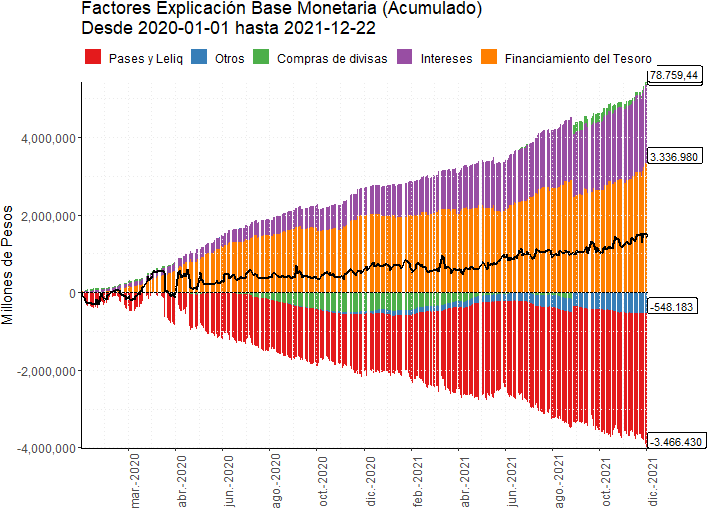 Factores Explicación Base Monetaria (Acumulado)
Desde 2020-01-01 hasta 2021-12-22
Pases y Leliq Otros Compras de divisas Intereses Financiamiento del Tesoro
Millones de Pesos
4,000,000
2,000,000
0
-2,000,000
-4,000,000
78.759,44
3.336.980
-548.183
-3.466.430
mar.-2020
abr.-2020
jun.-2020
ago.-2020
oct.-2020
dic.-2020
feb.-2021
abr.-2021
jun.-2021
ago.-2021
oct.-2021
dic.-2021